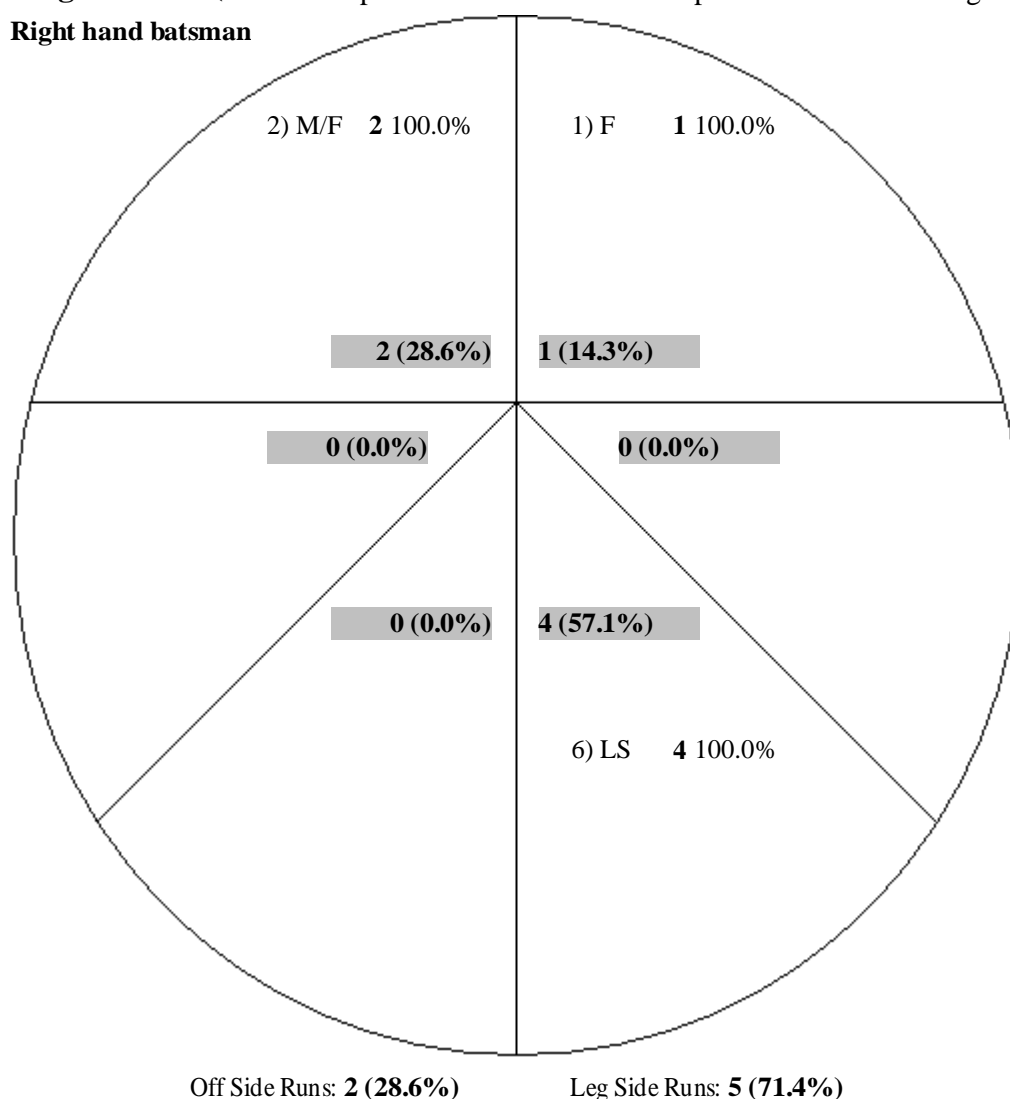 Right hand batsman
2) M/F 2 100.0% 1) F 1 100.0%
2 (28.6%) 1 (14.3%)
0 (0.0%) 0 (0.0%)
0 (0.0%) 4 (57.1%)
6) LS 4 100.0%
Off Side Runs: 2 (28.6%) Leg Side Runs: 5 (71.4%)